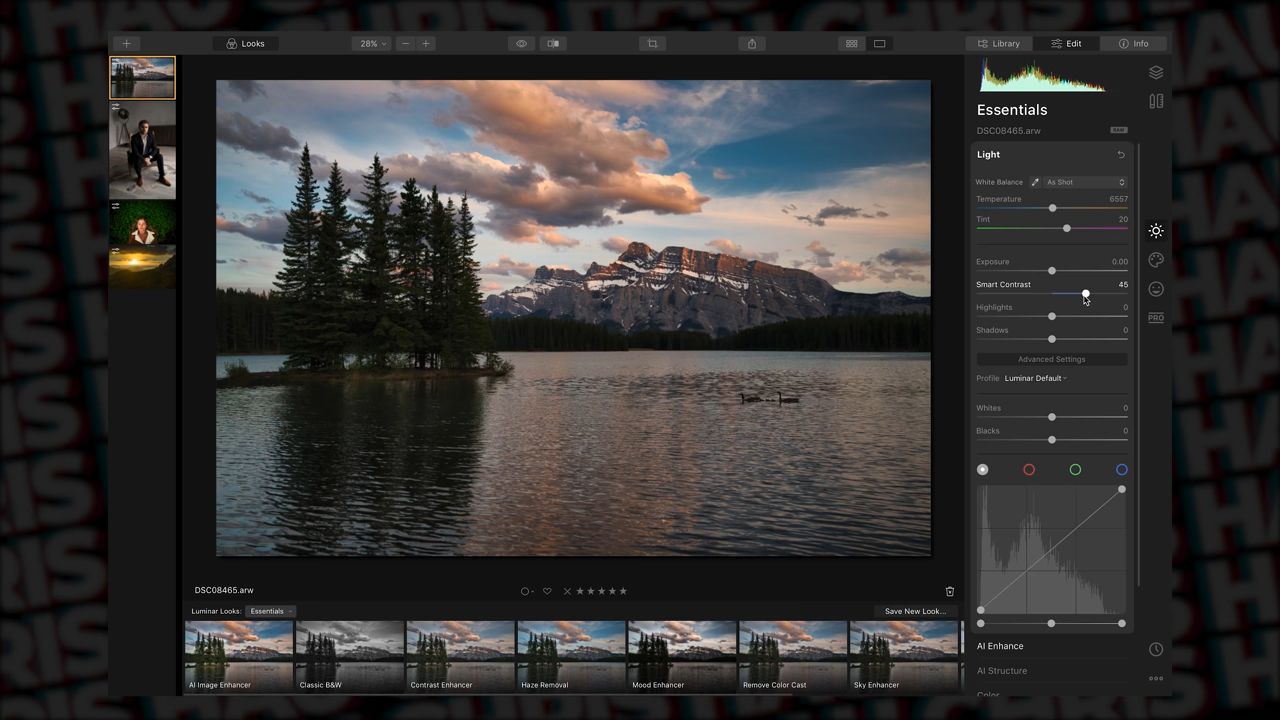 Looks
28%
Library
Edit
Info
Essentials
DSC08465.arw
RAW
Light
White Balance
As Shot
Temperature
6557
Tint
20
Exposure
0.00
Smart Contrast
45
Highlights
0
Shadows
0
Advanced Settings
Profile
Luminar Default
Whites
0
Blacks
0
AI Enhance
AI Structure
Color
PRO
DSC08465.arw
Luminar Looks:
Essentials
Save New Look...
AI Image Enhancer
Classic B&W
Contrast Enhancer
Haze Removal
Mood Enhancer
Remove Color Cast
Sky Enhancer